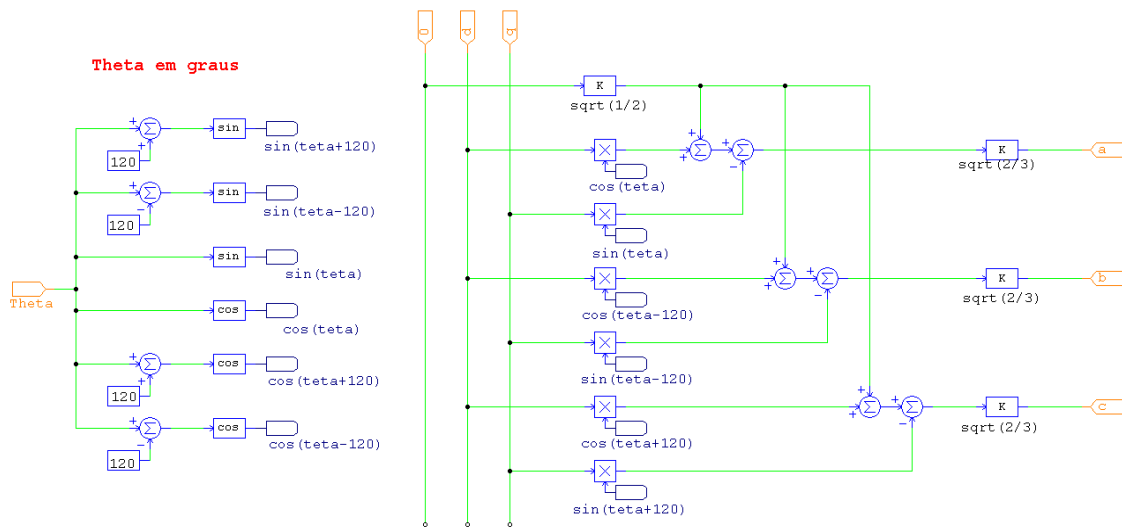 0
d
q
Theta em graus
K
sqrt(1/2)
+
Σ
sin
+
120
sin(teta+120)
+
Σ
+
Σ
+
−
K
sqrt(2/3)
a
×
cos(teta)
+
Σ
sin
−
120
sin(teta-120)
×
sin(teta)
sin
sin(teta)
+
Σ
+
Σ
+
−
K
sqrt(2/3)
b
×
cos(teta-120)
Theta
cos
cos(teta)
×
sin(teta-120)
+
Σ
cos
+
120
cos(teta+120)
+
Σ
+
Σ
+
−
K
sqrt(2/3)
c
×
cos(teta+120)
+
Σ
cos
−
120
cos(teta-120)
×
sin(teta+120)